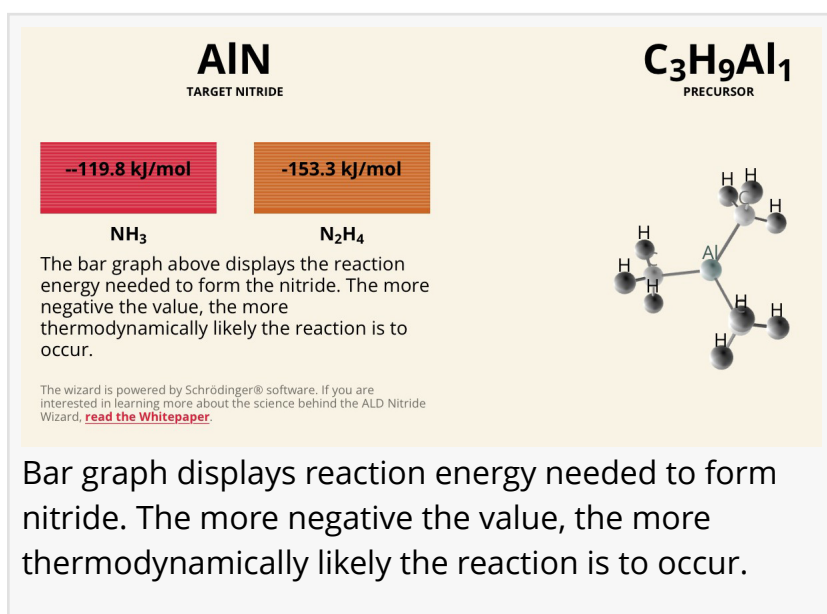 AlN
TARGET NITRIDE
C₃H₉Al₁
PRECURSOR
--119.8 kJ/mol
-153.3 kJ/mol
NH₃
N₂H₄
The bar graph above displays the reaction
energy needed to form the nitride. The more
negative the value, the more
thermodynamically likely the reaction is to
occur.
The wizard is powered by Schrödinger® software. If you are
interested in learning more about the science behind the ALD Nitride
Wizard, read the Whitepaper.
H
H
C
H
H
Al
H
C
H
H
H
H
H
Bar graph displays reaction energy needed to form
nitride. The more negative the value, the more
thermodynamically likely the reaction is to occur.